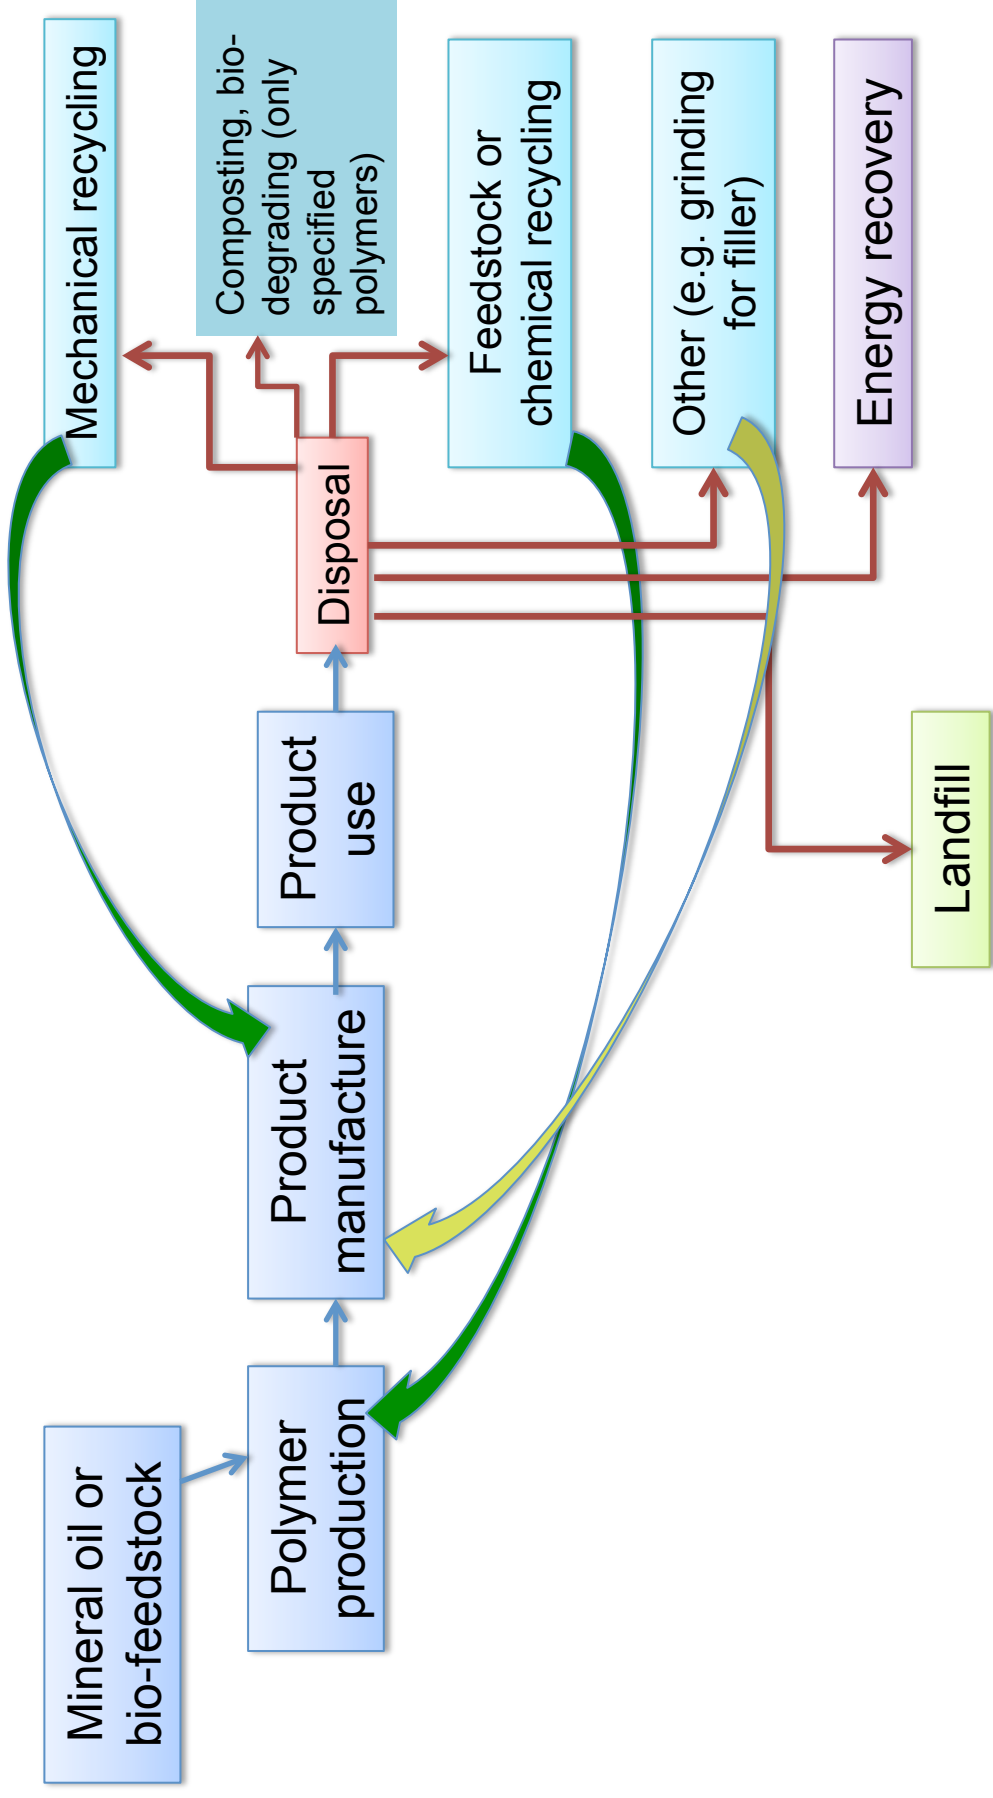 Mineral oil or
bio-feedstock
Polymer
production
Product
manufacture
Product
use
Disposal
Mechanical recycling
Composting, bio-
degrading (only
specified
polymers)
Feedstock or
chemical recycling
Other (e.g. grinding
for filler)
Energy recovery
Landfill